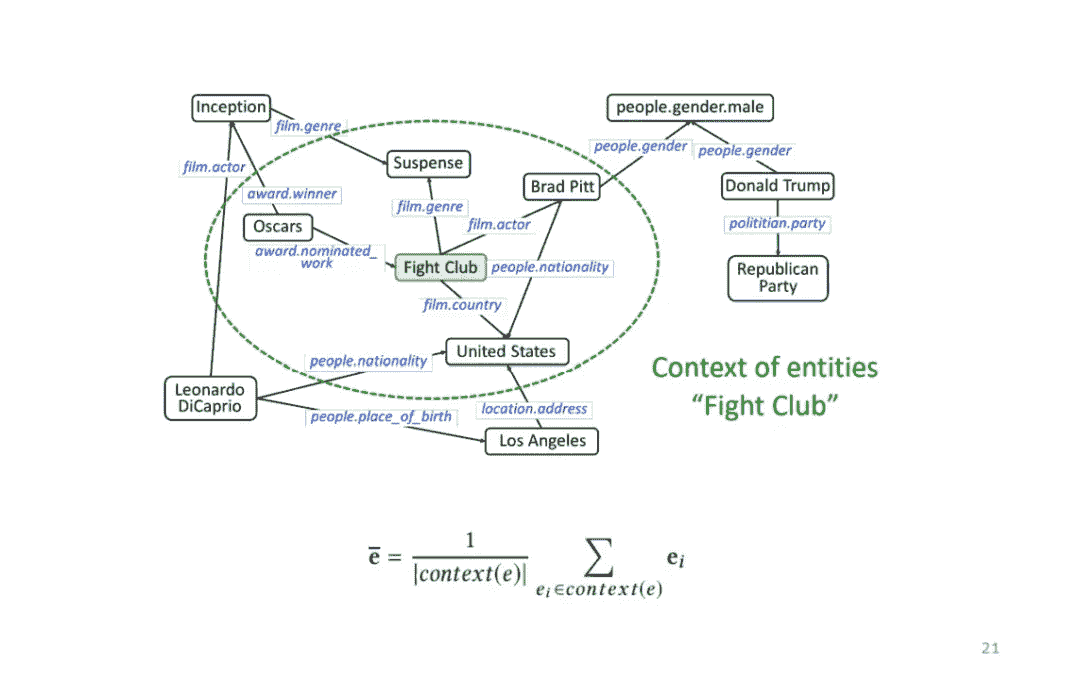 Inception
people.gender.male
film.genre
people.gender
people.gender
Suspense
film.actor
Brad Pitt
Donald Trump
award.winner
film.genre
Oscars
film.actor
polititian.party
award.nominated_
work
Fight Club
people.nationality
Republican
Party
film.country
United States
people.nationality
Context of entities
“Fight Club”
Leonardo
DiCaprio
people.place_of_birth
location.address
Los Angeles
ē = 1 / |context(e)| ∑ e_i∈context(e) e_i
21